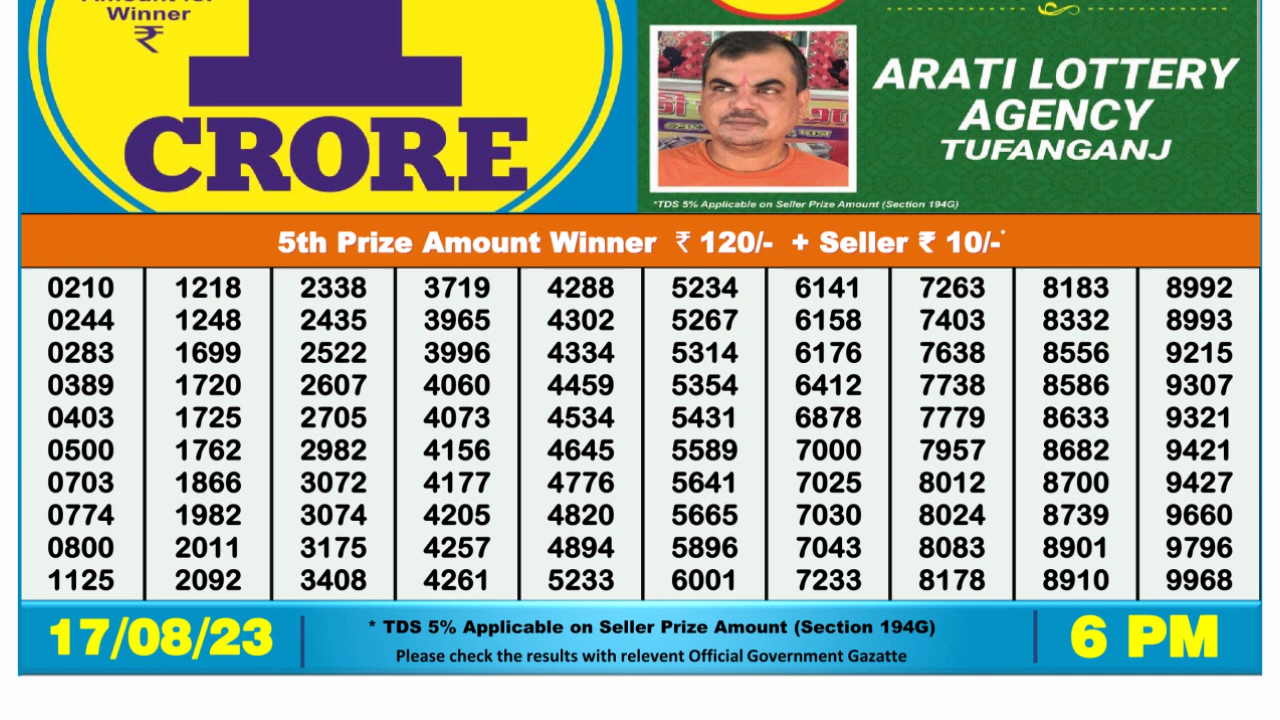 Winner
₹
1
CRORE
ARATI LOTTERY
AGENCY
TUFANGANJ
*TDS 5% Applicable on Seller Prize Amount (Section 194G)
5th Prize Amount Winner ₹ 120/- + Seller ₹ 10/-*
0210 1218 2338 3719 4288 5234 6141 7263 8183 8992
0244 1248 2435 3965 4302 5267 6158 7403 8332 8993
0283 1699 2522 3996 4334 5314 6176 7638 8556 9215
0389 1720 2607 4060 4459 5354 6412 7738 8586 9307
0403 1725 2705 4073 4534 5431 6878 7779 8633 9321
0500 1762 2982 4156 4645 5589 7000 7957 8682 9421
0703 1866 3072 4177 4776 5641 7025 8012 8700 9427
0774 1982 3074 4205 4820 5665 7030 8024 8739 9660
0800 2011 3175 4257 4894 5896 7043 8083 8901 9796
1125 2092 3408 4261 5233 6001 7233 8178 8910 9968
17/08/23
* TDS 5% Applicable on Seller Prize Amount (Section 194G)
Please check the results with relevent Official Government Gazatte
6 PM